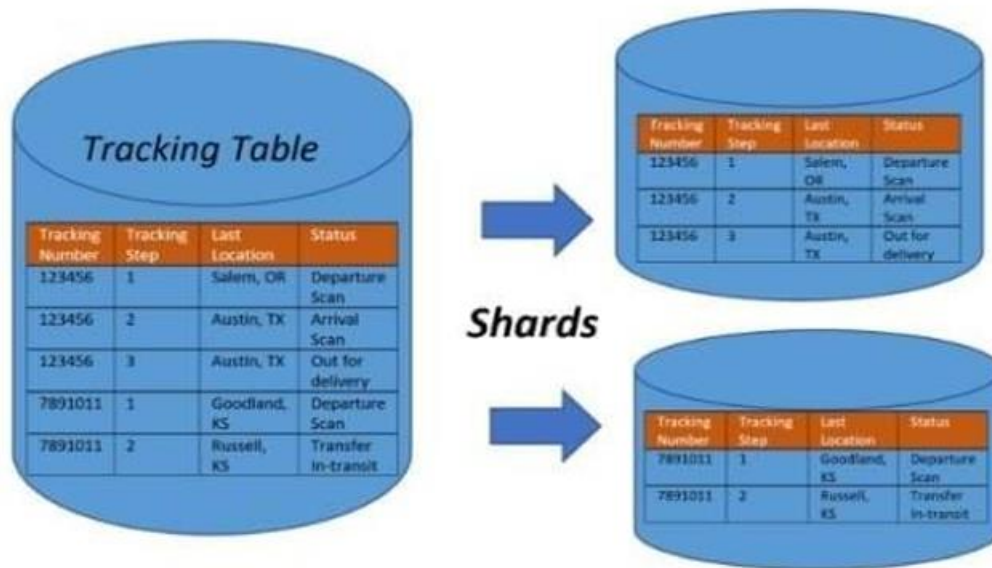 Tracking Table
Tracking Tracking Last Status
Number Step Location
123456 1 Salem, OR Departure
Scan
123456 2 Austin, TX Arrival
Scan
123456 3 Austin, TX Out for
delivery
7891011 1 Goodland, Departure
KS Scan
7891011 2 Russell, Transfer
KS In-transit
Shards
Tracking Tracking Last Status
Number Step Location
123456 1 Salem, Departure
OR Scan
123456 2 Austin, Arrival
TX Scan
123456 3 Austin, Out for
TX delivery
Tracking Tracking Last Status
Number Step Location
7891011 1 Goodland, Departure
KS Scan
7891011 2 Russell, Transfer
KS In-transit